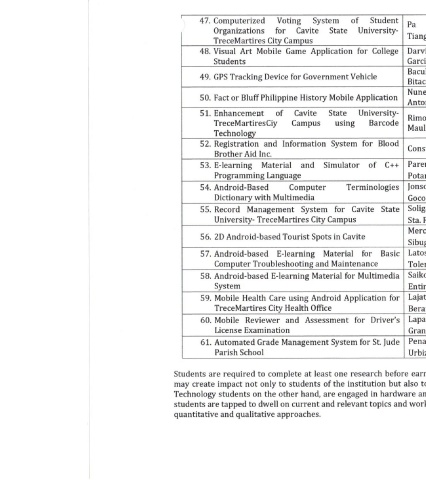 47. Computerized Voting System of Student Pa
Organizations for Cavite State University- Tiang
TreceMartires City Campus
48. Visual Art Mobile Game Application for College Darv
Students Garci
49. GPS Tracking Device for Government Vehicle Bacul
Bitac
50. Fact or Bluff Philippine History Mobile Application Nune
Anto
51. Enhancement of Cavite State University- Rimo
TreceMartiresCiy Campus using Barcode Maul
Technology
52. Registration and Information System for Blood Cons
Brother Aid Inc.
53. E-learning Material and Simulator of C++ Paren
Programming Language Potan
54. Android-Based Computer Terminologies Jonso
Dictionary with Multimedia Goco
55. Record Management System for Cavite State Solig
University- TreceMartires City Campus Sta. R
56. 2D Android-based Tourist Spots in Cavite Merc
Sibug
57. Android-based E-learning Material for Basic Latos
Computer Troubleshooting and Maintenance Toler
58. Android-based E-learning Material for Multimedia Saiko
System Entir
59. Mobile Health Care using Android Application for Lajat
TreceMartires City Health Office Bera
60. Mobile Reviewer and Assessment for Driver's Lapa
License Examination Gran
61. Automated Grade Management System for St. Jude Pena
Parish School Urbiz
Students are required to complete at least one research before earn
may create impact not only to students of the institution but also to
Technology students on the other hand, are engaged in hardware an
students are tapped to dwell on current and relevant topics and work
quantitative and qualitative approaches.